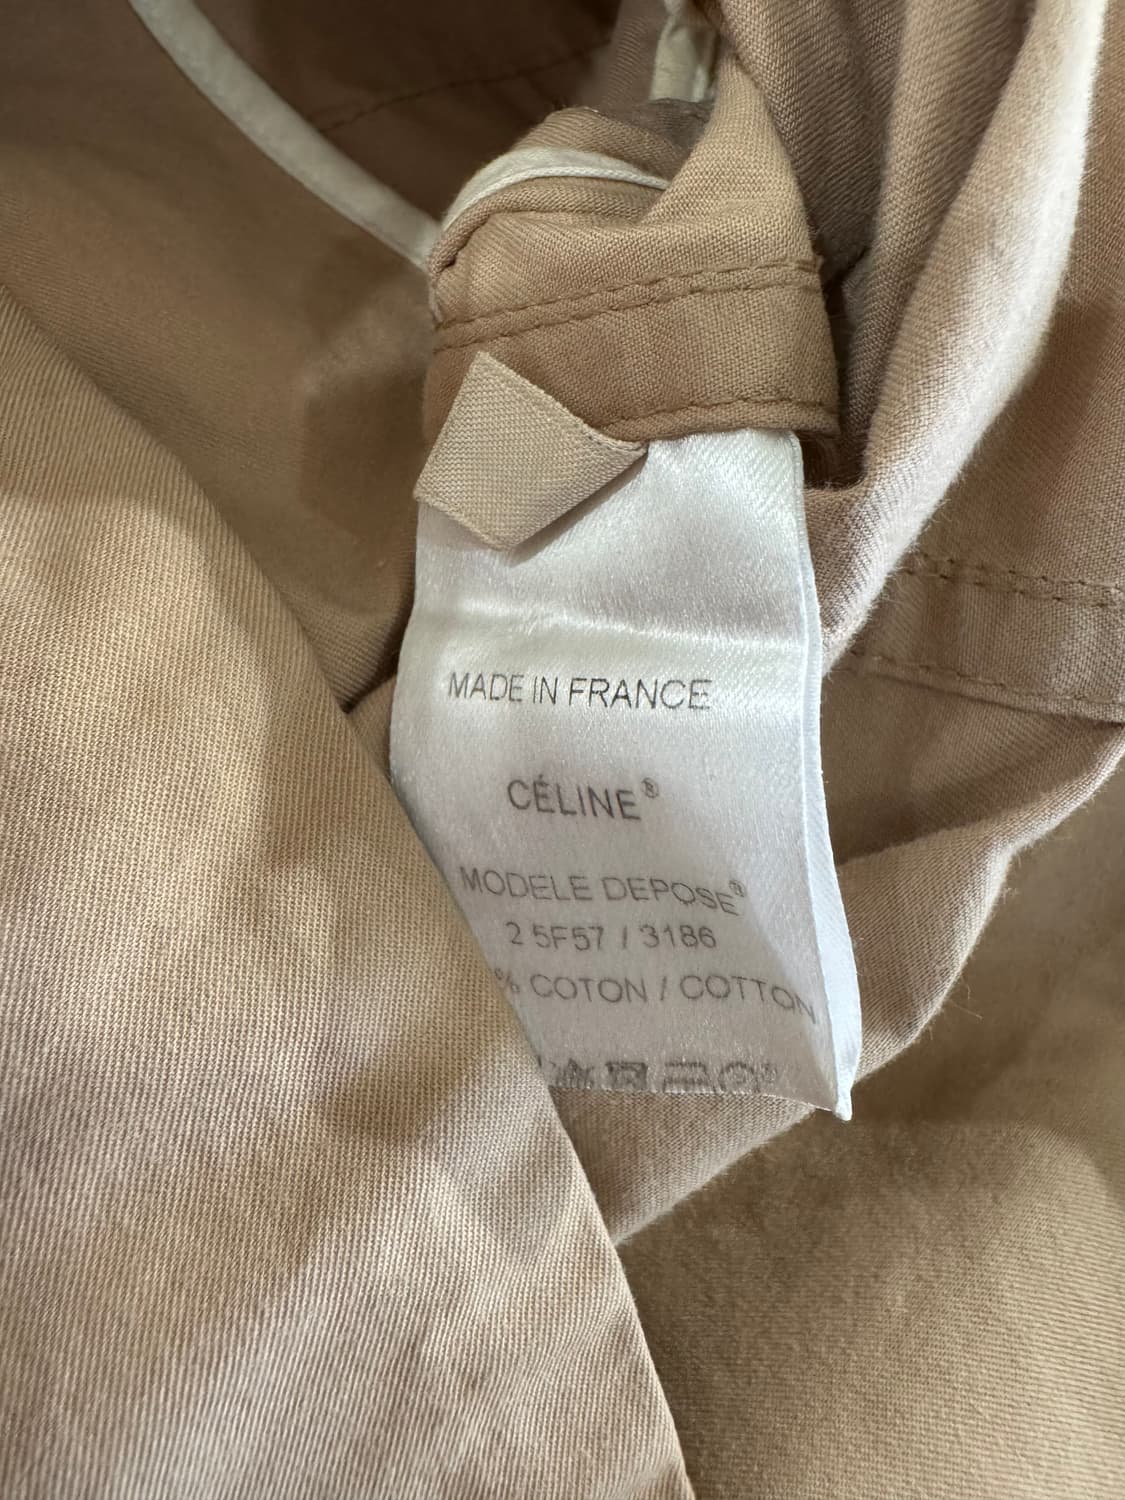 MADE IN FRANCE
CÉLINE®
MODELE DEPOSE®
2 5F57 / 3186
% COTON / COTTON